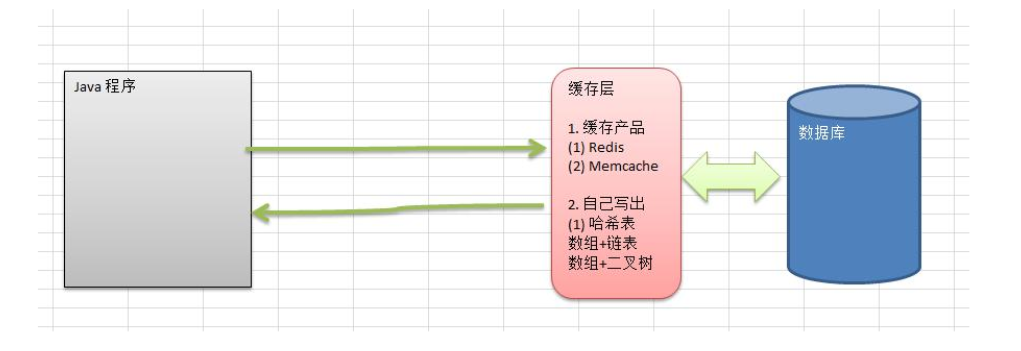 Java 程序
缓存层
1. 缓存产品
(1) Redis
(2) Memcache
2. 自己写出
(1) 哈希表
数组+链表
数组+二叉树
数据库